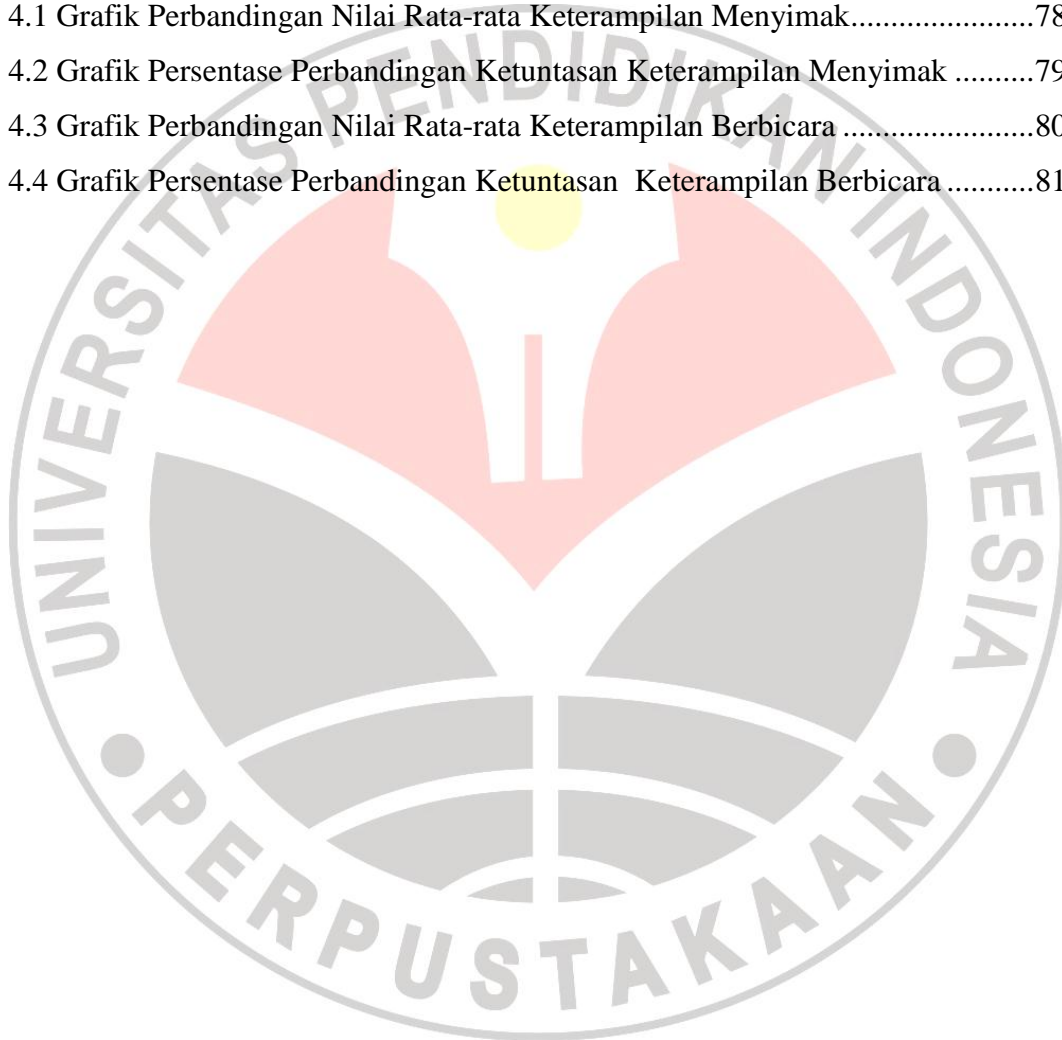 4.1 Grafik Perbandingan Nilai Rata-rata Keterampilan Menyimak.......................78
4.2 Grafik Persentase Perbandingan Ketuntasan Keterampilan Menyimak ..........79
4.3 Grafik Perbandingan Nilai Rata-rata Keterampilan Berbicara ........................80
4.4 Grafik Persentase Perbandingan Ketuntasan  Keterampilan Berbicara...........81
UNIVERSITAS PENDIDIKAN INDONESIA
PERPUSTAKAAN